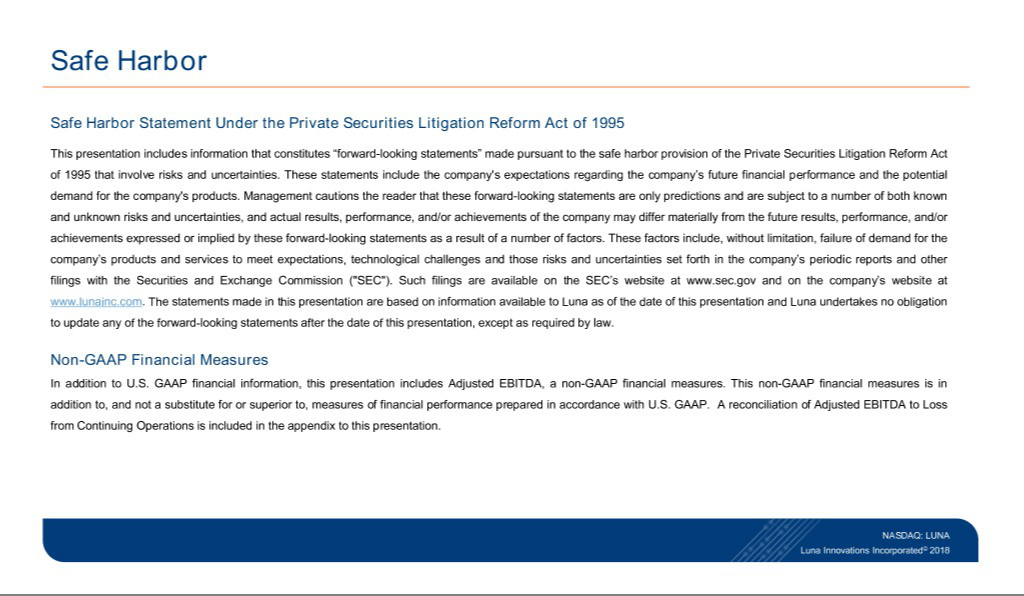 Safe Harbor
Safe Harbor Statement Under the Private Securities Litigation Reform Act of 1995
This presentation includes information that constitutes “forward-looking statements” made pursuant to the safe harbor provision of the Private Securities Litigation Reform Act
of 1995 that involve risks and uncertainties. These statements include the company's expectations regarding the company’s future financial performance and the potential
demand for the company's products. Management cautions the reader that these forward-looking statements are only predictions and are subject to a number of both known
and unknown risks and uncertainties, and actual results, performance, and/or achievements of the company may differ materially from the future results, performance, and/or
achievements expressed or implied by these forward-looking statements as a result of a number of factors. These factors include, without limitation, failure of demand for the
company’s products and services to meet expectations, technological challenges and those risks and uncertainties set forth in the company’s periodic reports and other
filings with the Securities and Exchange Commission ("SEC"). Such filings are available on the SEC’s website at www.sec.gov and on the company’s website at
www.lunainc.com. The statements made in this presentation are based on information available to Luna as of the date of this presentation and Luna undertakes no obligation
to update any of the forward-looking statements after the date of this presentation, except as required by law.
Non-GAAP Financial Measures
In addition to U.S. GAAP financial information, this presentation includes Adjusted EBITDA, a non-GAAP financial measures. This non-GAAP financial measures is in
addition to, and not a substitute for or superior to, measures of financial performance prepared in accordance with U.S. GAAP. A reconciliation of Adjusted EBITDA to Loss
from Continuing Operations is included in the appendix to this presentation.
NASDAQ: LUNA
Luna Innovations Incorporated© 2018